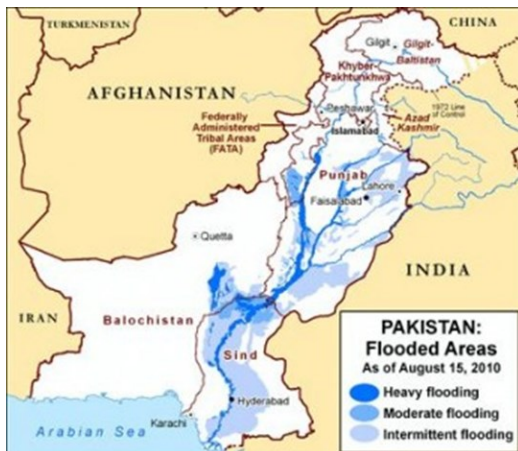 TURKMENISTAN
CHINA
Gilgit
Gilgit-
Baltistan
Khyber-
Pakhtunkhwa
AFGHANISTAN
Peshawar
1972 Line
of Control
Islamabad
Azad
Kashmir
Federally
Administered
Tribal Areas
(FATA)
Punjab
Lahore
Faisalabad
Quetta
INDIA
IRAN
Balochistan
Sind
Hyderabad
Karachi
Arabian Sea
PAKISTAN:
Flooded Areas
As of August 15, 2010
Heavy flooding
Moderate flooding
Intermittent flooding